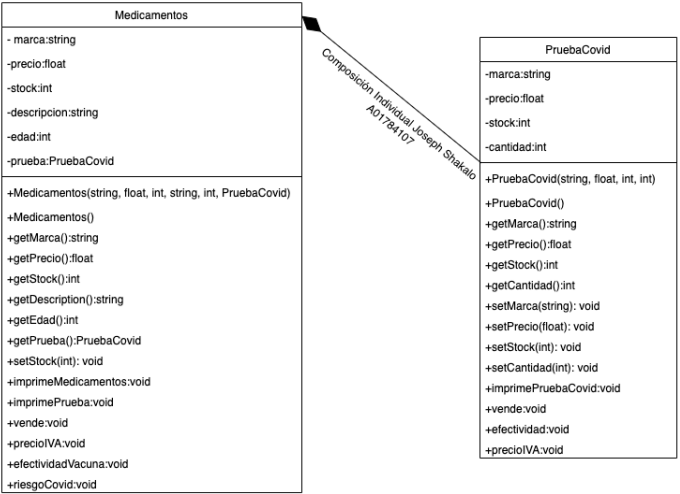 Medicamentos
- marca:string
-precio:float
-stock:int
-descripcion:string
-edad:int
-prueba:PruebaCovid
+Medicamentos(string, float, int, string, int, PruebaCovid)
+Medicamentos()
+getMarca():string
+getPrecio():float
+getStock():int
+getDescription():string
+getEdad():int
+getPrueba():PruebaCovid
+setStock(int): void
+imprimeMedicamentos:void
+imprimePrueba:void
+vende:void
+precioIVA:void
+efectividadVacuna:void
+riesgoCovid:void
Composición Individual Joseph Shakalo
A01784107
PruebaCovid
-marca:string
-precio:float
-stock:int
-cantidad:int
+PruebaCovid(string, float, int, int)
+PruebaCovid()
+getMarca():string
+getPrecio():float
+getStock():int
+getCantidad():int
+setMarca(string): void
+setPrecio(float): void
+setStock(int): void
+setCantidad(int): void
+imprimePruebaCovid:void
+vende:void
+efectividad:void
+precioIVA:void